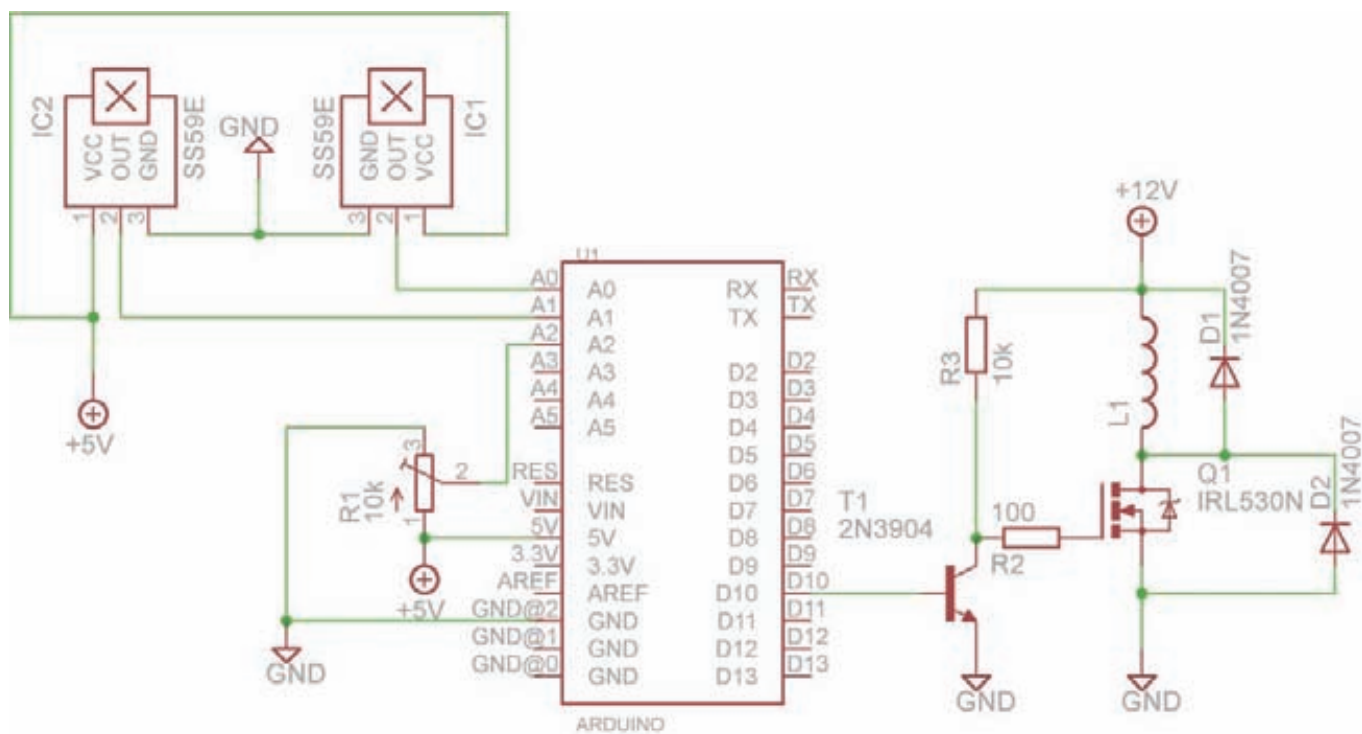 IC2
VCC
OUT
GND
SS59E
1
2
3
GND
SS59E
GND
OUT
VCC
IC1
3
2
1
+5V
U1
A0
A1
A2
A3
A4
A5
RES
VIN
5V
3.3V
AREF
GND@2
GND@1
GND@0
A0
A1
A2
A3
A4
A5
RES
VIN
5V
3.3V
AREF
GND
GND
GND
RX
TX
D2
D3
D4
D5
D6
D7
D8
D9
D10
D11
D12
D13
RX
TX
D2
D3
D4
D5
D6
D7
D8
D9
D10
D11
D12
D13
ARDUINO
R1
10k
3
2
1
+5V
GND
+12V
R3
10k
L1
D1
1N4007
D2
1N4007
Q1
IRL530N
T1
2N3904
100
R2
GND
GND